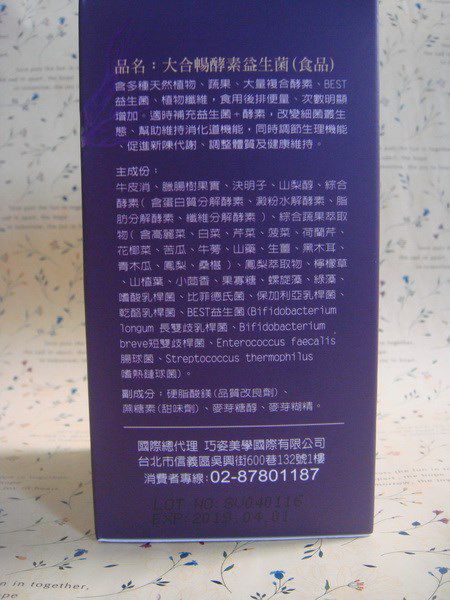 品名：大合暢酵素益生菌(食品)
含多種天然植物、蔬果、大量複合酵素、BEST
益生菌、植物纖維，食用後排便量、次數明顯
增加。適時補充益生菌+酵素，改變細菌叢生
態、幫助維持消化道機能，同時調節生理機能
、促進新陳代謝、調整體質及健康維持。
主成份：
牛皮消、臘腸樹果實、決明子、山梨醇、綜合
酵素(含蛋白質分解酵素、澱粉水解酵素、脂
肪分解酵素、纖維分解酵素)、綜合蔬果萃取
物(含高麗菜、白菜、芹菜、菠菜、荷蘭芹、
花椰菜、苦瓜、牛蒡、山藥、生薑、黑木耳、
青木瓜、鳳梨、桑椹)、鳳梨萃取物、檸檬草
、山楂葉、小茴香、果寡糖、螺旋藻、綠藻、
嗜酸乳桿菌、比菲德氏菌、保加利亞乳桿菌、
乾酪乳桿菌、BEST益生菌(Bifidobacterium
longum 長雙歧乳桿菌、Bifidobacterium
breve短雙歧桿菌、Enterococcus faecalis
腸球菌、Streptococcus thermophilus
嗜熱鏈球菌)。
副成分：硬脂酸鎂(品質改良劑)、
蔗糖素(甜味劑)、麥芽糖醇、麥芽糊精。
國際總代理 巧姿美學國際有限公司
台北市信義區吳興街600巷132號1樓
消費者專線:02-87801187
LOT NO:SU040116
EXP:2019.04.01
in together,